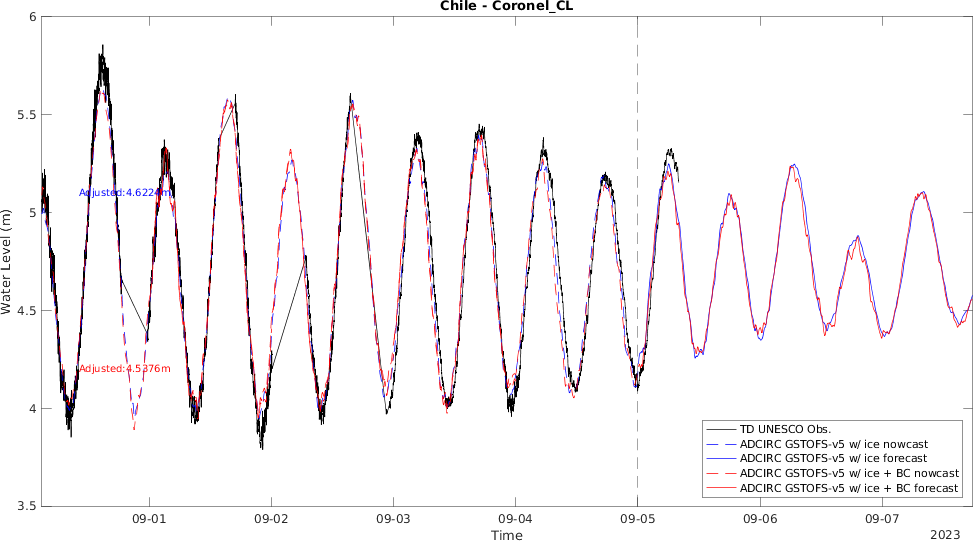 Chile - Coronel_CL
6
5.5
5
4.5
4
3.5
Water Level (m)
Adjusted:4.6224m
Adjusted:4.5376m
TD UNESCO Obs.
ADCIRC GSTOFS-v5 w/ ice nowcast
ADCIRC GSTOFS-v5 w/ ice forecast
ADCIRC GSTOFS-v5 w/ ice + BC nowcast
ADCIRC GSTOFS-v5 w/ ice + BC forecast
09-01
09-02
09-03
09-04
09-05
09-06
09-07
Time
2023